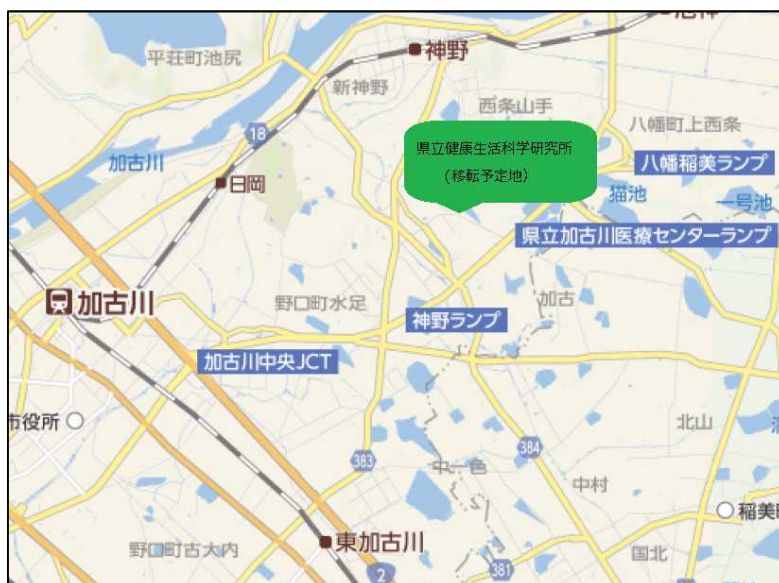 平荘町池尻
神野
新神野
西条山手
八幡町上西条
18
県立健康生活科学研究所
(移転予定地)
加古川
日岡
八幡稲美ランプ
猫池
一号池
県立加古川医療センターランプ
加古川
野口町水足
加古
神野ランプ
加古川中央JCT
市役所
北山
384
383
中一色
中村
稲美町
東加古川
野口町古大内
国北
381
2